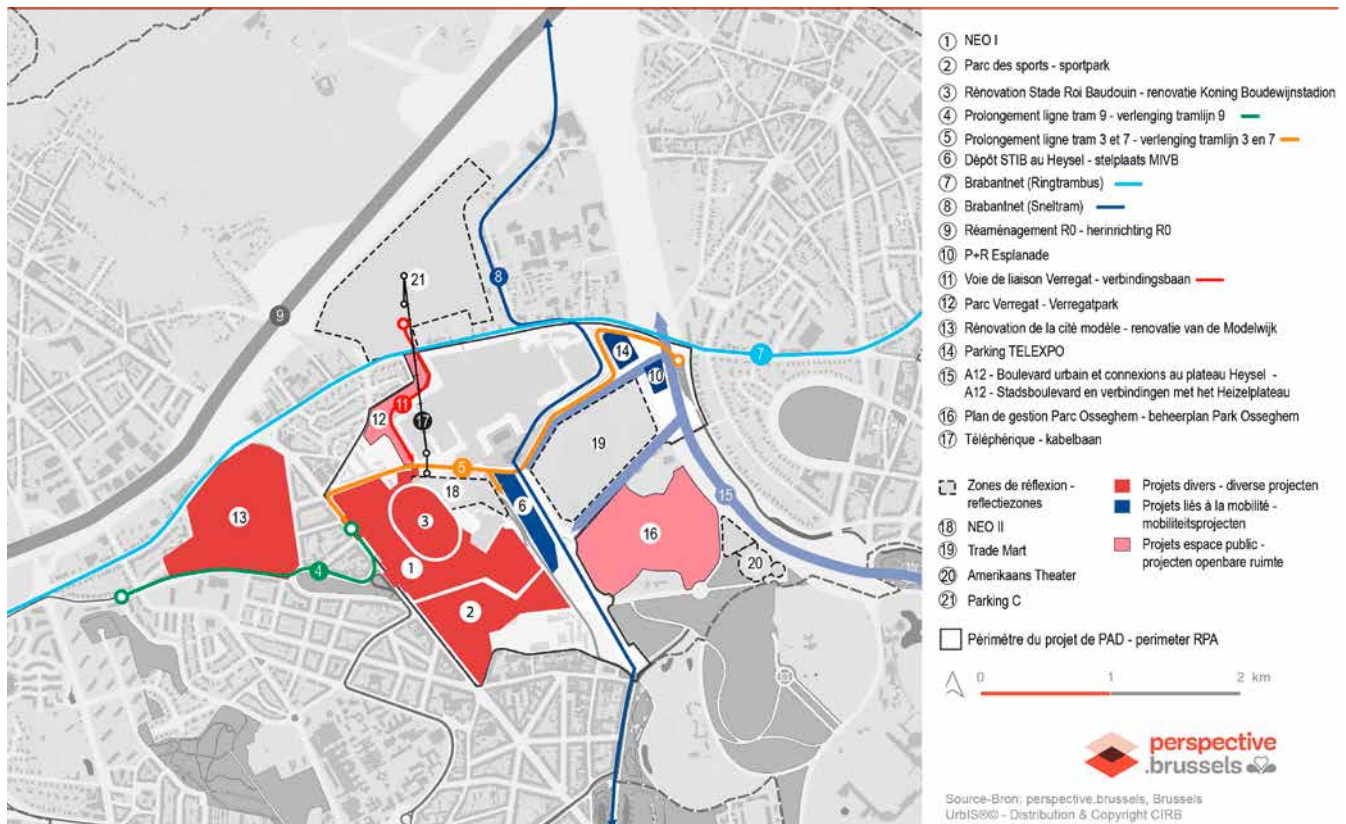 ① NEO I
② Parc des sports - sportpark
③ Rénovation Stade Roi Baudouin - renovatie Koning Boudewijnstadion
④ Prolongement ligne tram 9 - verlenging tramlijn 9
⑤ Prolongement ligne tram 3 et 7 - verlenging tramlijn 3 en 7
⑥ Dépôt STIB au Heysel - stelplaats MIVB
⑦ Brabantnet (Ringtrambus)
⑧ Brabantnet (Sneltram)
⑨ Réaménagement R0 - herinrichting R0
⑩ P+R Esplanade
⑪ Voie de liaison Verregat - verbindingsbaan
⑫ Parc Verregat - Verregatpark
⑬ Rénovation de la cité modèle - renovatie van de Modelwijk
⑭ Parking TELEXPO
⑮ A12 - Boulevard urbain et connexions au plateau Heysel -
A12 - Stadsboulevard en verbindingen met het Heizelplateau
⑯ Plan de gestion Parc Osseghem - beheerplan Park Osseghem
⑰ Téléphérique - kabelbaan
Zones de réflexion -
reflectiezones
⑱ NEO II
⑲ Trade Mart
⑳ Amerikaans Theater
㉑ Parking C
Projets divers - diverse projecten
Projets liés à la mobilité -
mobiliteitsprojecten
Projets espace public -
projecten openbare ruimte
Périmètre du projet de PAD - perimeter RPA
0 1 2 km
perspective
.brussels
Source-Bron: perspective.brussels, Brussels
UrbIS®© - Distribution & Copyright CIRB
8
21
9
14
7
10
11
12
17
19
5
18
6
15
13
3
16
20
4
1
2